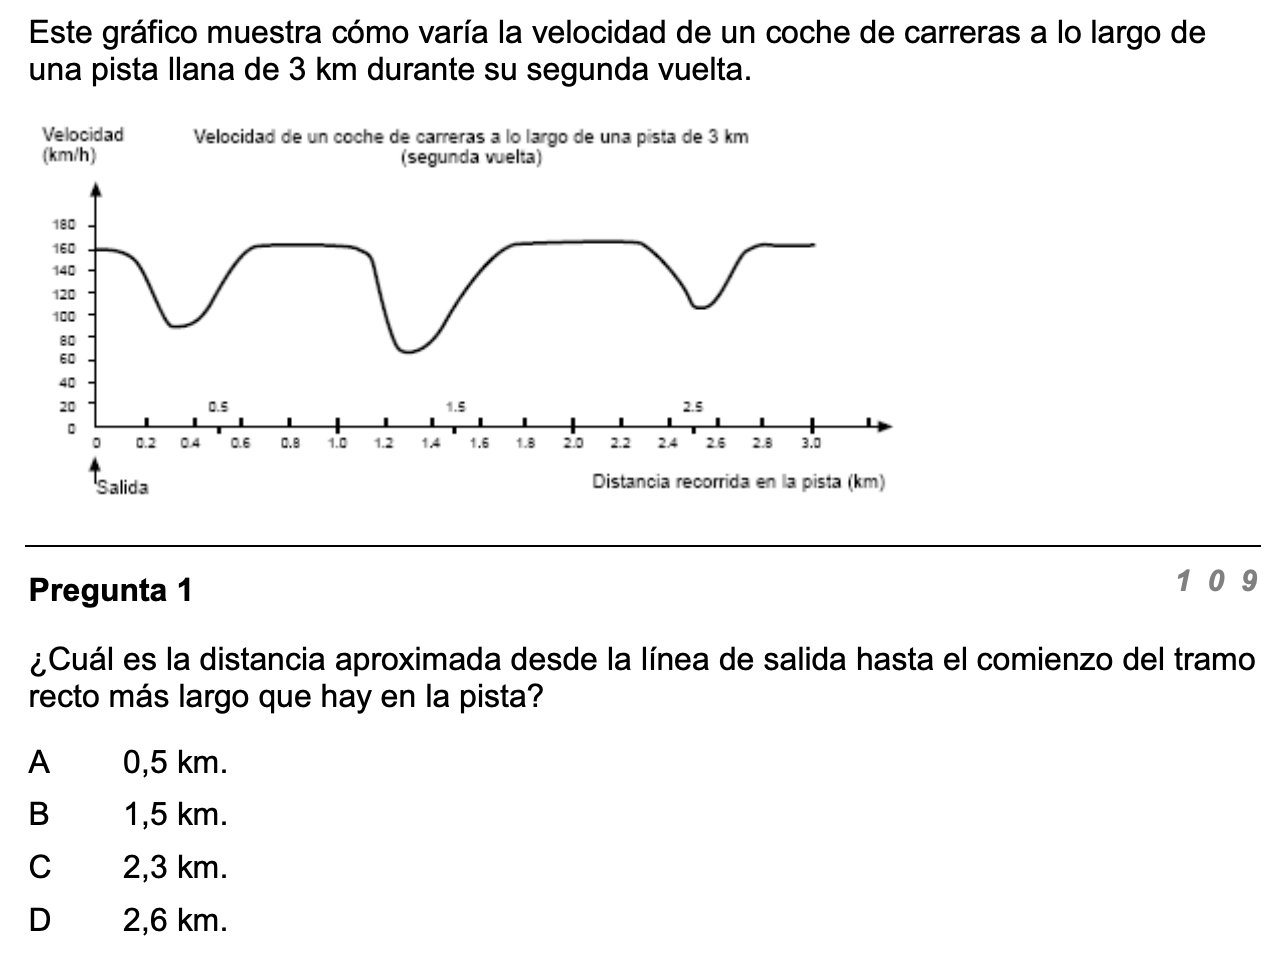 Este gráfico muestra cómo varía la velocidad de un coche de carreras a lo largo de
una pista llana de 3 km durante su segunda vuelta.
Velocidad
(km/h)
Velocidad de un coche de carreras a lo largo de una pista de 3 km
(segunda vuelta)
180
160
140
120
100
80
60
40
20
0
0.5 1.5 2.5
0 0.2 0.4 0.6 0.8 1.0 1.2 1.4 1.6 1.8 2.0 2.2 2.4 2.6 2.8 3.0
Salida
Distancia recorrida en la pista (km)
Pregunta 1
1 0 9
¿Cuál es la distancia aproximada desde la línea de salida hasta el comienzo del tramo
recto más largo que hay en la pista?
A 0,5 km.
B 1,5 km.
C 2,3 km.
D 2,6 km.